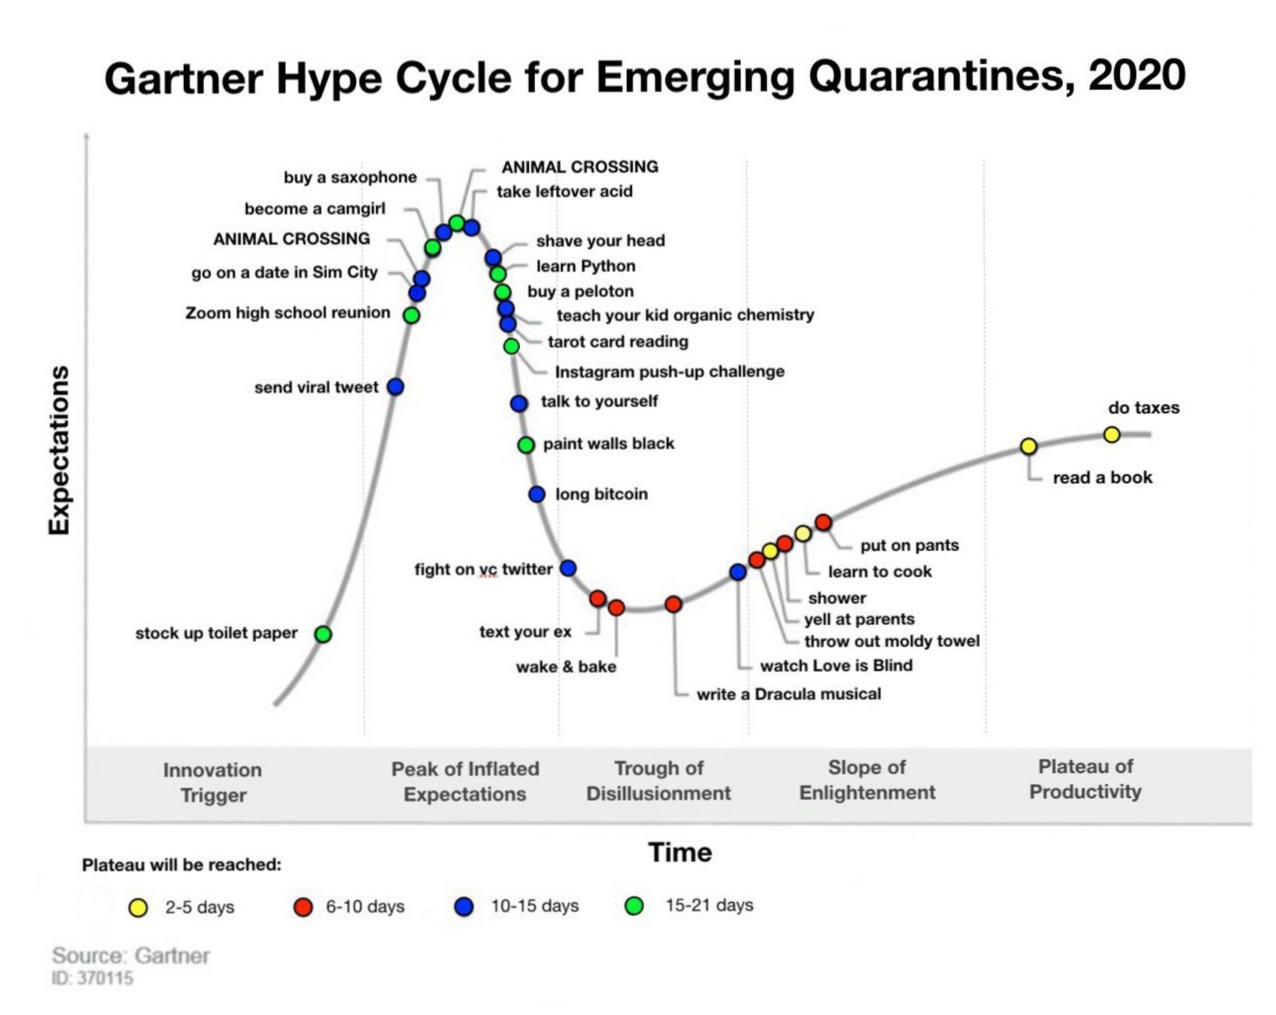 Gartner Hype Cycle for Emerging Quarantines, 2020
Expectations
stock up toilet paper
send viral tweet
Zoom high school reunion
go on a date in Sim City
ANIMAL CROSSING
become a camgirl
buy a saxophone
ANIMAL CROSSING
take leftover acid
shave your head
learn Python
buy a peloton
teach your kid organic chemistry
tarot card reading
Instagram push-up challenge
talk to yourself
paint walls black
long bitcoin
fight on vc twitter
text your ex
wake & bake
write a Dracula musical
watch Love is Blind
throw out moldy towel
yell at parents
shower
learn to cook
put on pants
read a book
do taxes
Innovation
Trigger
Peak of Inflated
Expectations
Trough of
Disillusionment
Slope of
Enlightenment
Plateau of
Productivity
Time
Plateau will be reached:
2-5 days
6-10 days
10-15 days
15-21 days
Source: Gartner
ID: 370115